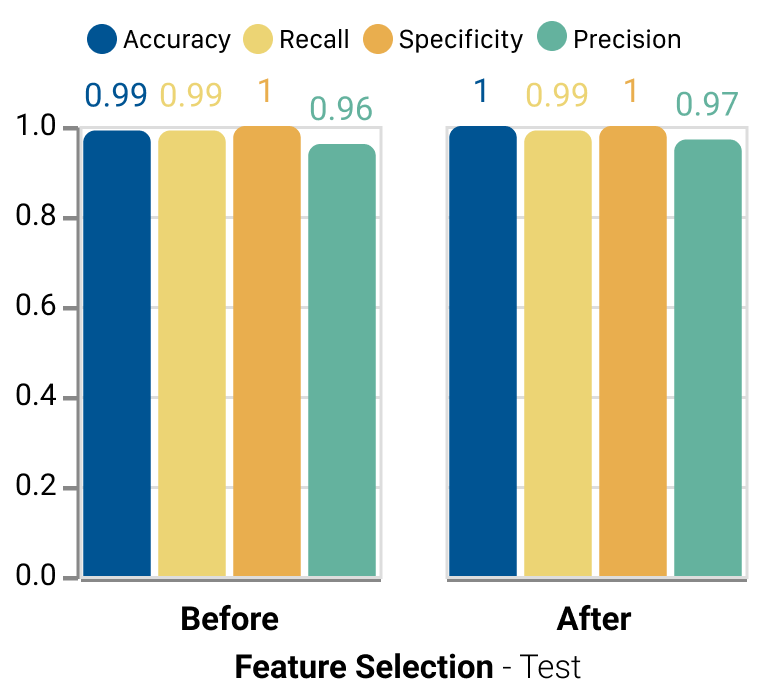 Accuracy Recall Specificity Precision
0.99 0.99 1 0.96 1 0.99 1 0.97
1.0
0.8
0.6
0.4
0.2
0.0
Before After
Feature Selection - Test